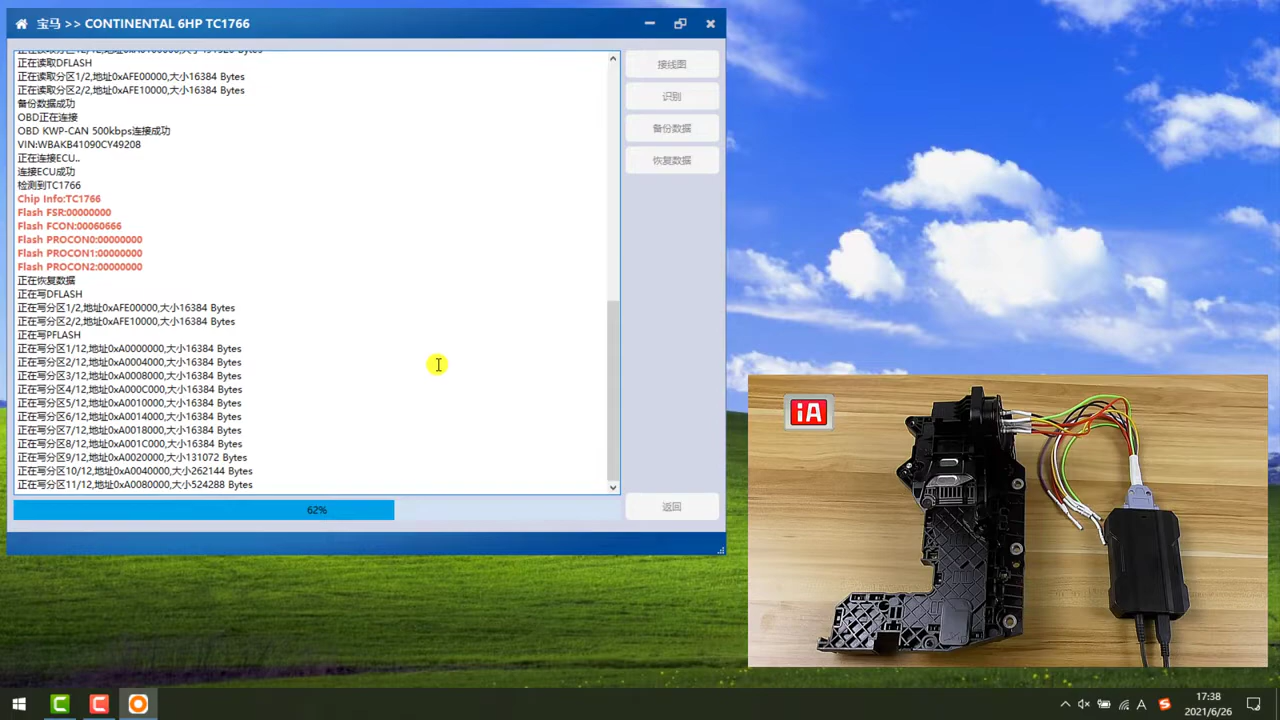 宝马 >> CONTINENTAL 6HP TC1766
正在读取DFLASH
正在读取分区1/2,地址0xAFE00000,大小16384 Bytes
正在读取分区2/2,地址0xAFE10000,大小16384 Bytes
备份数据成功
OBD正在连接
OBD KWP-CAN 500kbps连接成功
VIN:WBAKB41090CY49208
正在连接ECU..
连接ECU成功
检测到TC1766
Chip Info:TC1766
Flash FSR:00000000
Flash FCON:00060666
Flash PROCON0:00000000
Flash PROCON1:00000000
Flash PROCON2:00000000
正在恢复数据
正在写DFLASH
正在写分区1/2,地址0xAFE00000,大小16384 Bytes
正在写分区2/2,地址0xAFE10000,大小16384 Bytes
正在写PFLASH
正在写分区1/12,地址0xA0000000,大小16384 Bytes
正在写分区2/12,地址0xA0004000,大小16384 Bytes
正在写分区3/12,地址0xA0008000,大小16384 Bytes
正在写分区4/12,地址0xA000C000,大小16384 Bytes
正在写分区5/12,地址0xA0010000,大小16384 Bytes
正在写分区6/12,地址0xA0014000,大小16384 Bytes
正在写分区7/12,地址0xA0018000,大小16384 Bytes
正在写分区8/12,地址0xA001C000,大小16384 Bytes
正在写分区9/12,地址0xA0020000,大小131072 Bytes
正在写分区10/12,地址0xA0040000,大小262144 Bytes
正在写分区11/12,地址0xA0080000,大小524288 Bytes
62%
接线图
识别
备份数据
恢复数据
返回
iA
A
17:38
2021/6/26